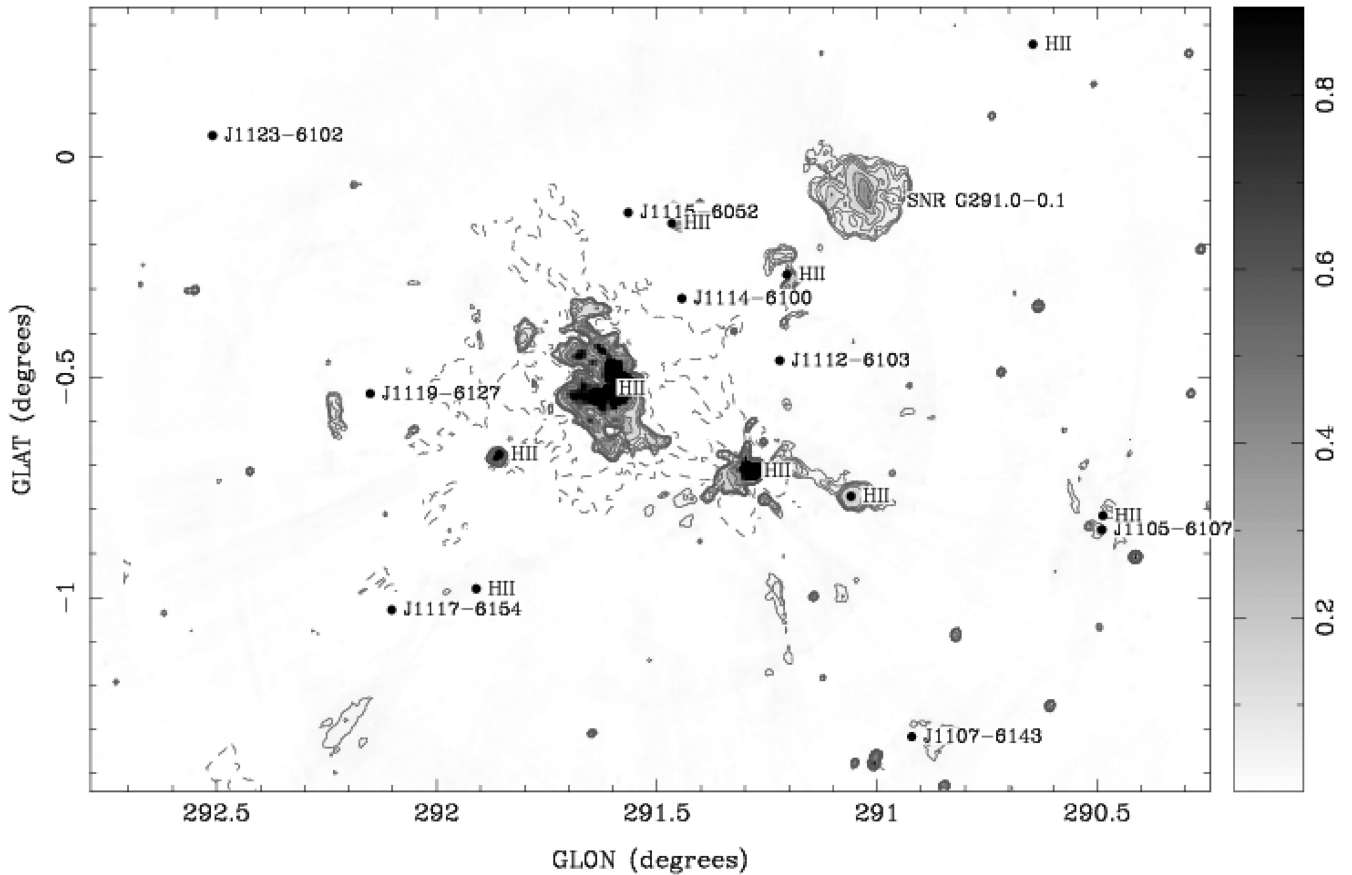 HII
0.8
J1123-6102
0
SNR G291.0-0.1
J1115-6052
HII
HII
0.6
J1114-6100
GLAT (degrees)
J1112-6103
HII
J1119-6127
-0.5
HII
HII
HII
0.4
HII
J1105-6107
HII
J1117-6154
-1
0.2
J1107-6143
292.5
292
291.5
291
290.5
GLON (degrees)